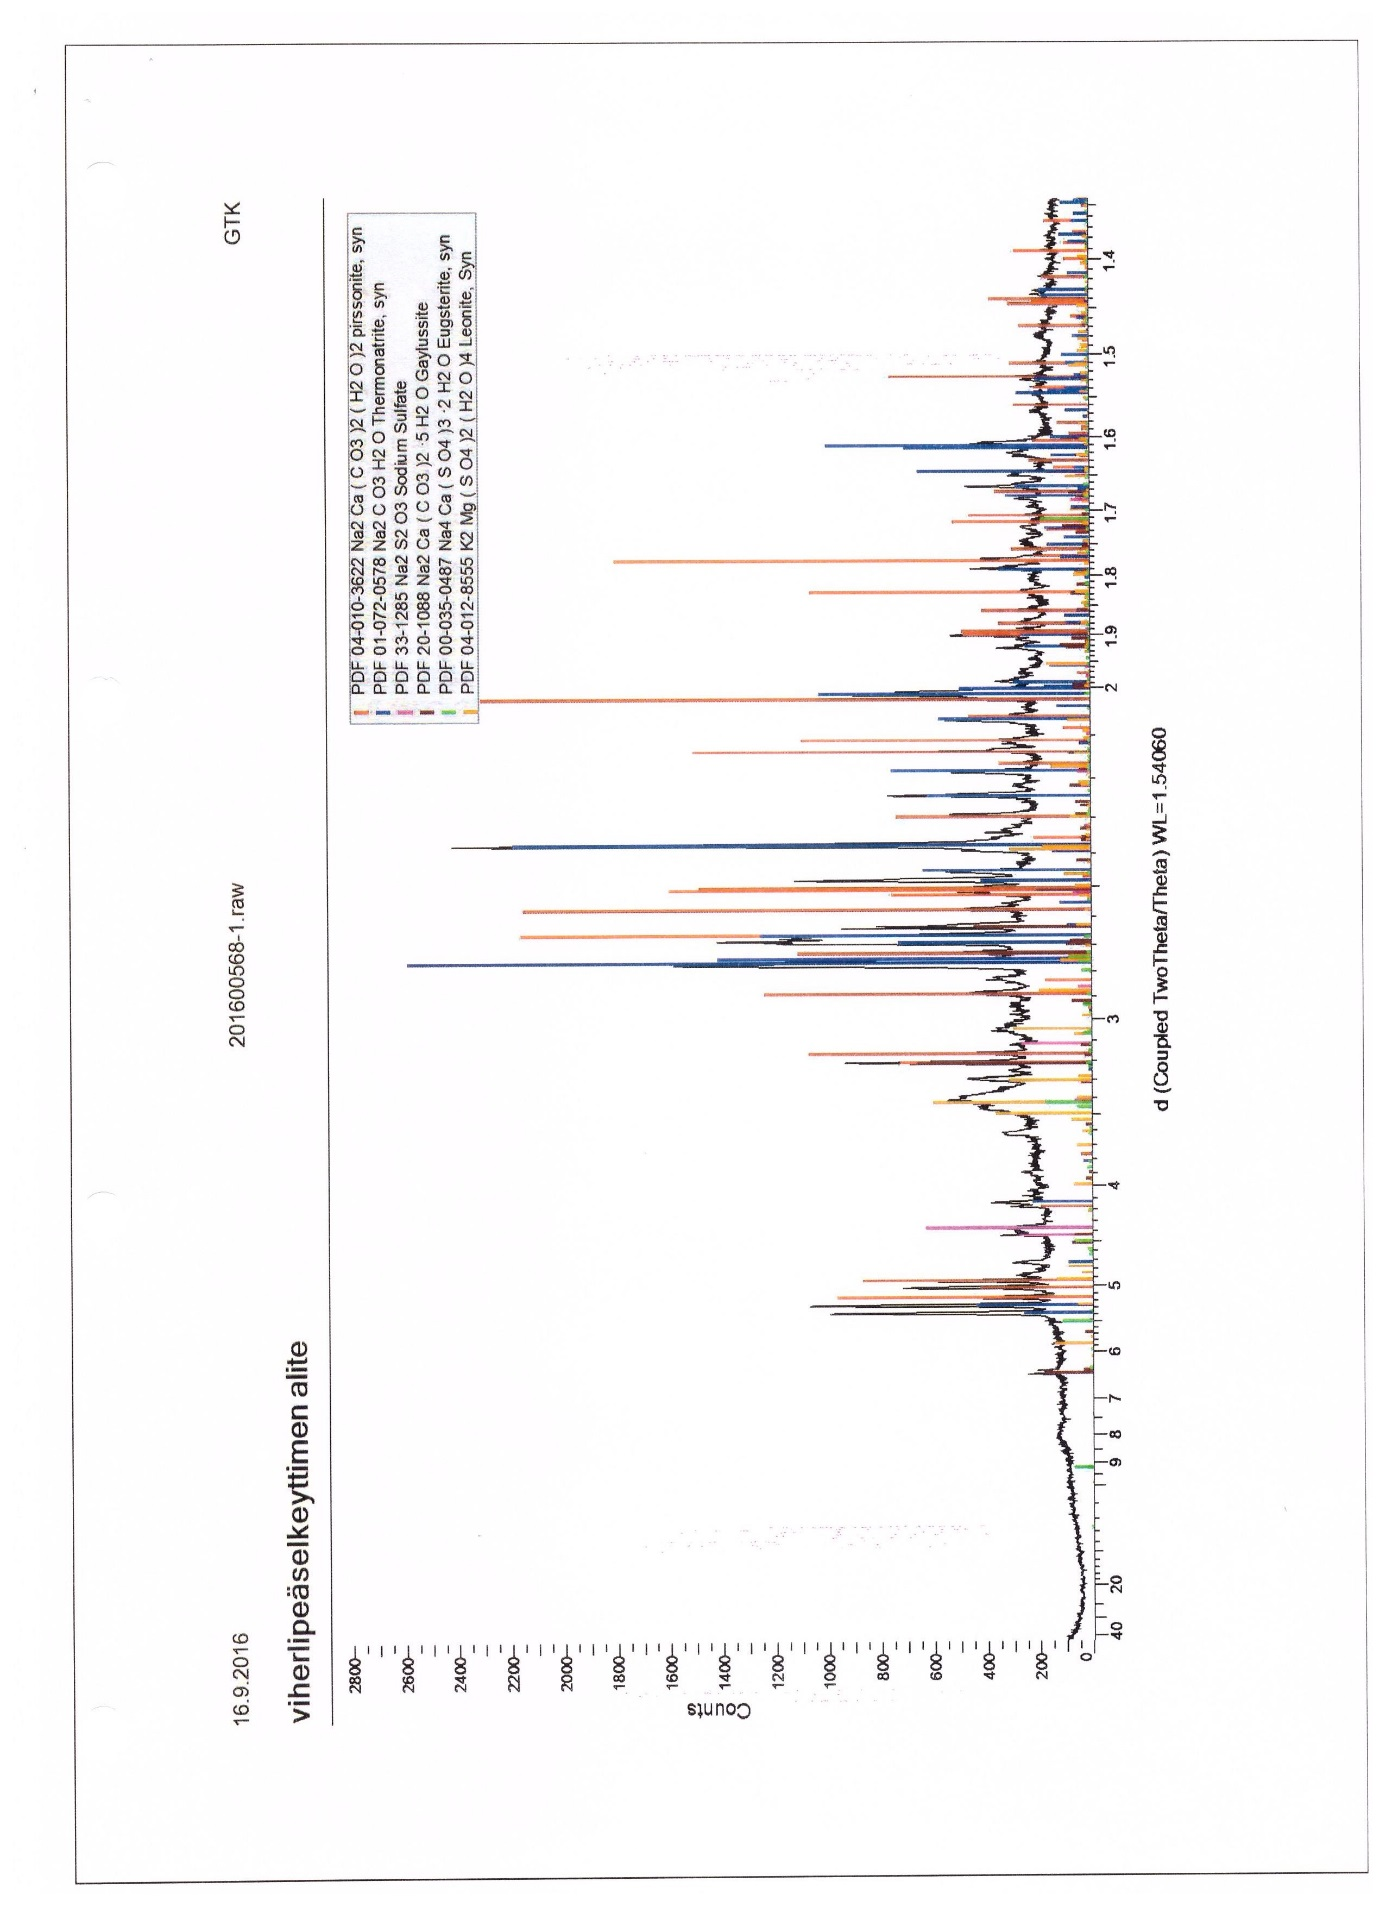 16.9.2016 201600568-1.raw GTK
viherlipeäselkeyttimen alite
PDF 04-010-3622 Na2 Ca ( C O3 )2 ( H2 O )2 pirssonite, syn
PDF 01-072-0578 Na2 C O3 H2 O Thermonatrite, syn
PDF 33-1285 Na2 S2 O3 Sodium Sulfate
PDF 20-1088 Na2 Ca ( C O3 )2 ·5 H2 O Gaylussite
PDF 00-035-0487 Na4 Ca ( S O4 )3 ·2 H2 O Eugsterite, syn
PDF 04-012-8555 K2 Mg ( S O4 )2 ( H2 O )4 Leonite, Syn
Counts
2800
2600
2400
2200
2000
1800
1600
1400
1200
1000
800
600
400
200
0
40 20 9 8 7 6 5 4 3 2 1.9 1.8 1.7 1.6 1.5 1.4
d (Coupled TwoTheta/Theta) WL=1.54060